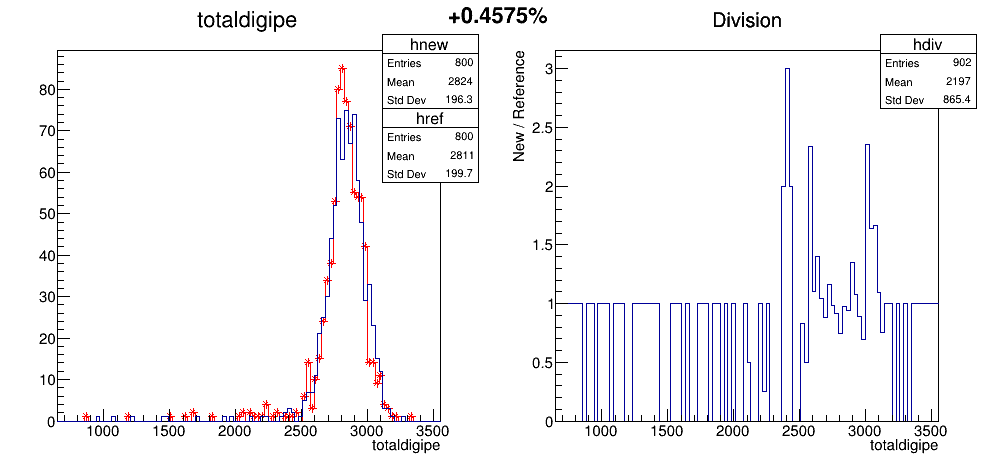 totaldigipe
+0.4575%
Division
hnew
Entries 800
Mean 2824
Std Dev 196.3
href
Entries 800
Mean 2811
Std Dev 199.7
80
70
60
50
40
30
20
10
0
1000 1500 2000 2500 3000 3500
totaldigipe
hdiv
Entries 902
Mean 2197
Std Dev 865.4
New / Reference
3
2.5
2
1.5
1
0.5
0
1000 1500 2000 2500 3000 3500
totaldigipe